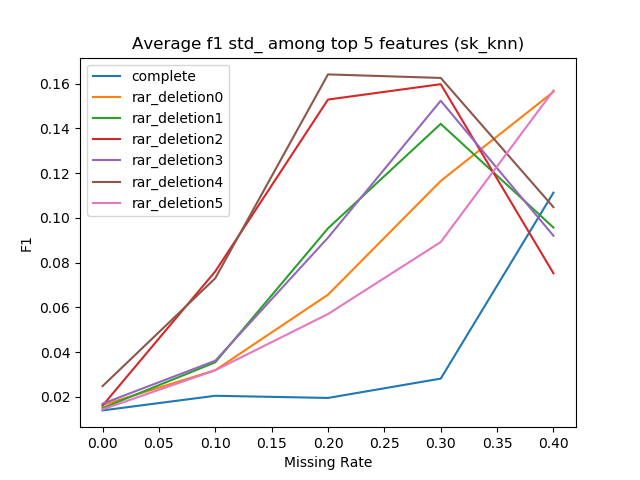 Average f1 std_ among top 5 features (sk_knn)
complete
rar_deletion0
rar_deletion1
rar_deletion2
rar_deletion3
rar_deletion4
rar_deletion5
F1
0.16
0.14
0.12
0.10
0.08
0.06
0.04
0.02
0.00 0.05 0.10 0.15 0.20 0.25 0.30 0.35 0.40
Missing Rate